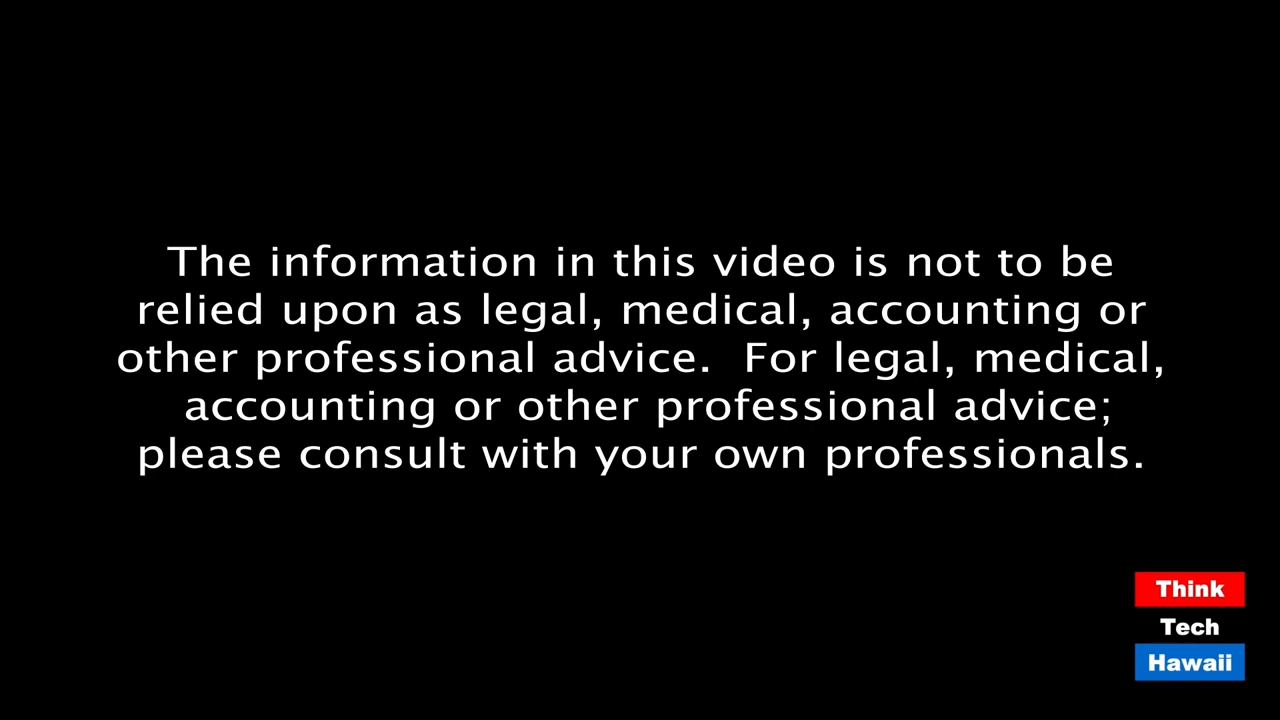 The information in this video is not to be
relied upon as legal, medical, accounting or
other professional advice.  For legal, medical,
accounting or other professional advice;
please consult with your own professionals.
Think
Tech
Hawaii